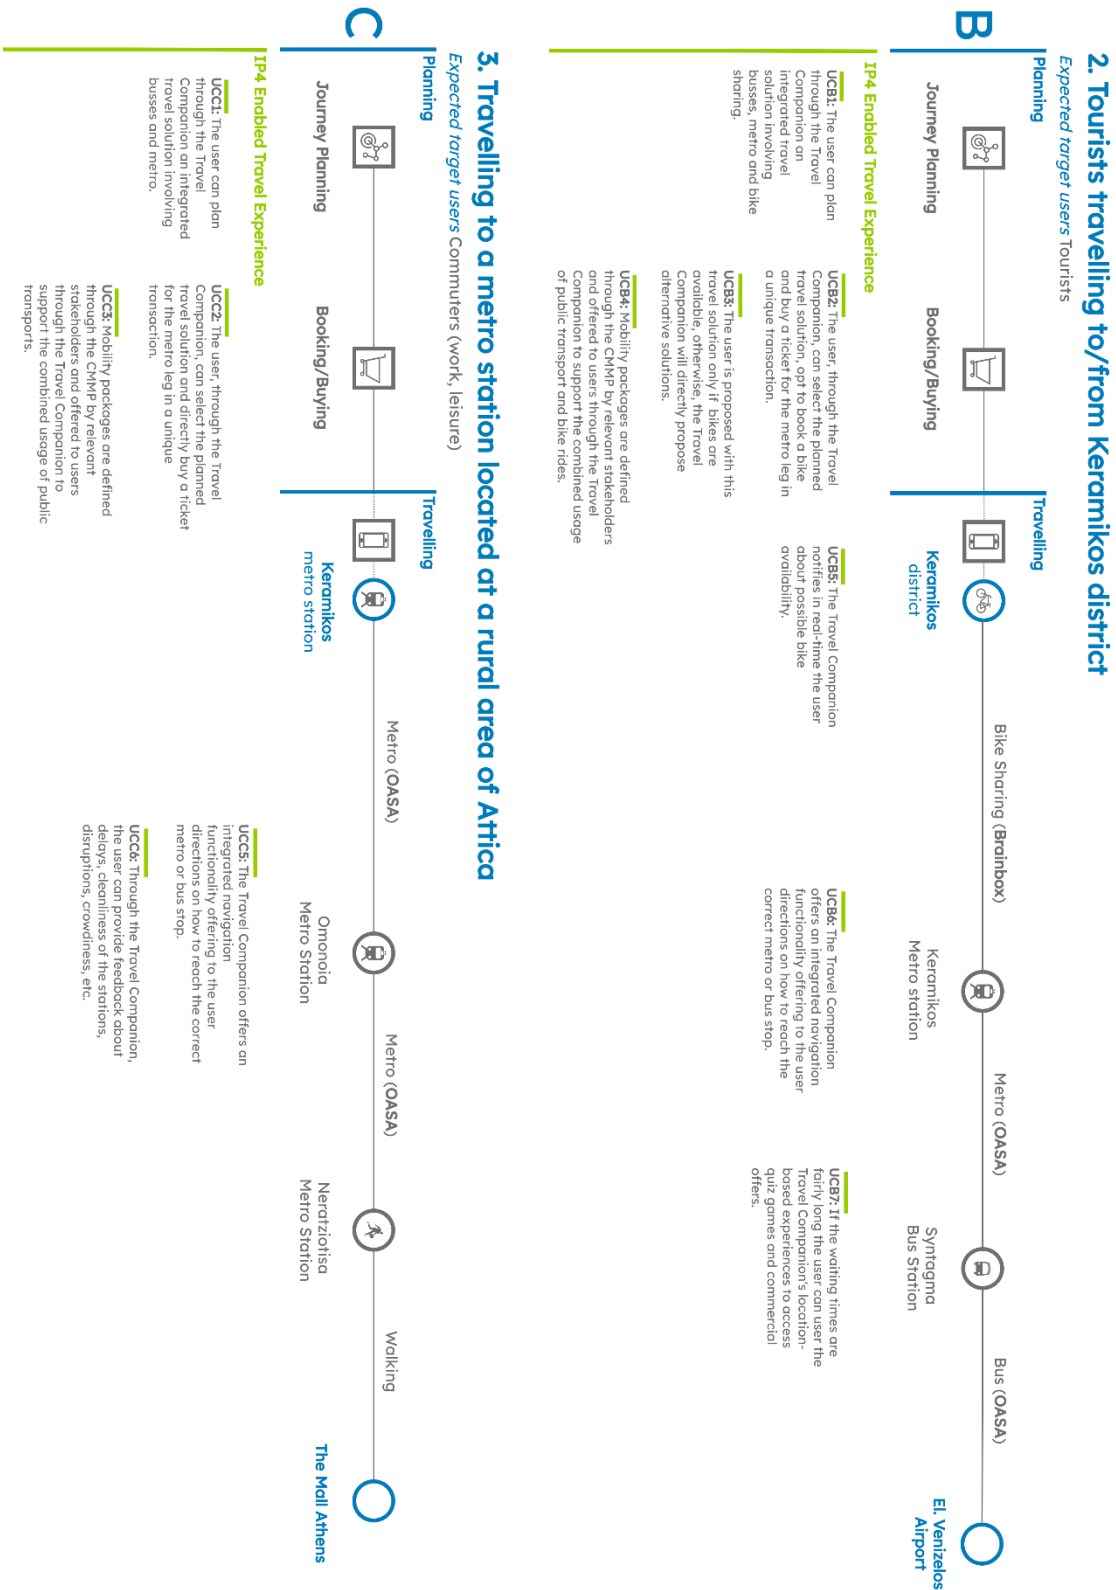 2. Tourists travelling to/from Keramikos district
Expected target users Tourists
B
Planning
Travelling
Bike Sharing (Brainbox)
Metro (OASA)
Bus (OASA)
Journey Planning
Booking/Buying
Keramikos
district
Keramikos
Metro station
Syntagma
Bus Station
El. Venizelos
Airport
IP4 Enabled Travel Experience
UCB1: The user can plan
through the Travel
Companion an
integrated travel
solution involving
busses, metro and bike
sharing.
UCB2: The user, through the Travel
Companion, can select the planned
travel solution, opt to book a bike
and buy a ticket for the metro leg in
a unique transaction.
UCB3: The user is proposed with this
travel solution only if bikes are
available, otherwise, the Travel
Companion will directly propose
alternative solutions.
UCB4: Mobility packages are defined
through the CMMP by relevant stakeholders
and offered to users through the Travel
Companion to support the combined usage
of public transport and bike rides.
UCB5: The Travel Companion
notifies in real-time the user
about possible bike
availability.
UCB6: The Travel Companion
offers an integrated navigation
functionality offering to the user
directions on how to reach the
correct metro or bus stop.
UCB7: If the waiting times are
fairly long the user can user the
Travel Companion's location-
based experiences to access
quiz games and commercial
offers.
3. Travelling to a metro station located at a rural area of Attica
Expected target users Commuters (work, leisure)
C
Planning
Travelling
Metro (OASA)
Metro (OASA)
Walking
Journey Planning
Booking/Buying
Keramikos
metro station
Omonoia
Metro Station
Neratziotisa
Metro Station
The Mall Athens
IP4 Enabled Travel Experience
UCC1: The user can plan
through the Travel
Companion an integrated
travel solution involving
busses and metro.
UCC2: The user, through the Travel
Companion, can select the planned
travel solution and directly buy a ticket
for the metro leg in a unique
transaction.
UCC3: Mobility packages are defined
through the CMMP by relevant
stakeholders and offered to users
through the Travel Companion to
support the combined usage of public
transports.
UCC5: The Travel Companion offers an
integrated navigation
functionality offering to the user
directions on how to reach the correct
metro or bus stop.
UCC6: Through the Travel Companion,
the user can provide feedback about
delays, cleanliness of the stations,
disruptions, crowdiness, etc.